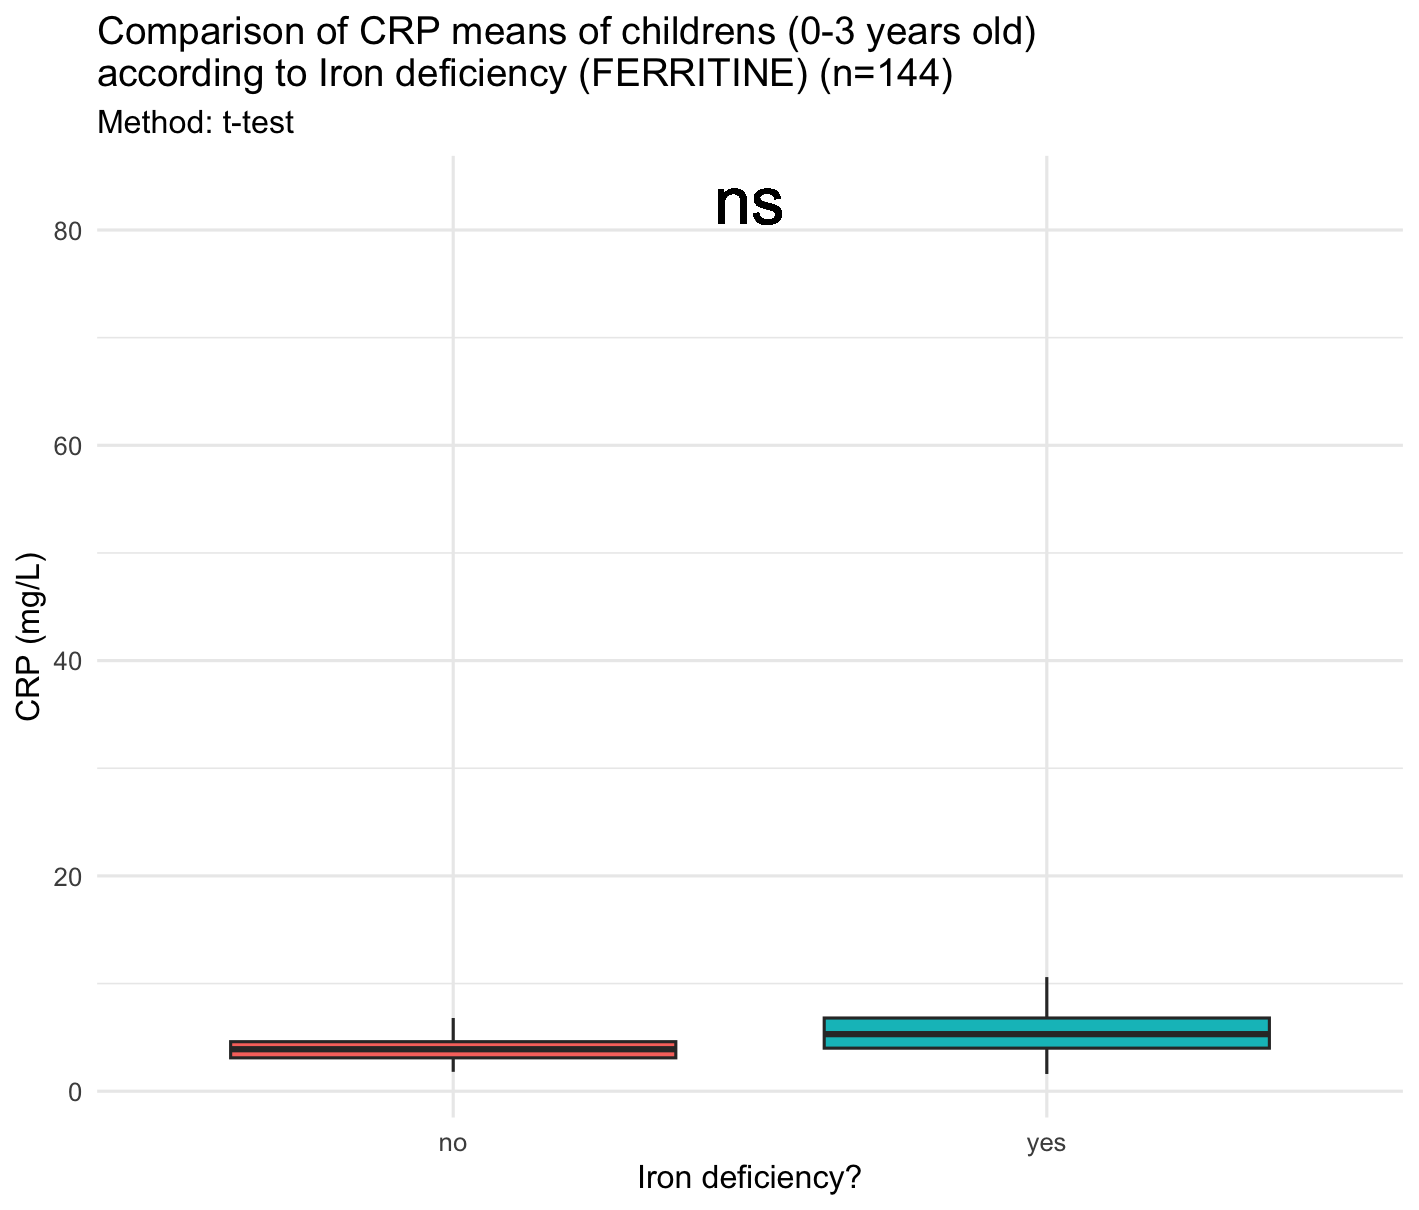 Comparison of CRP means of childrens (0-3 years old)
according to Iron deficiency (FERRITINE) (n=144)
Method: t-test
ns
80
60
40
20
0
CRP (mg/L)
no
yes
Iron deficiency?